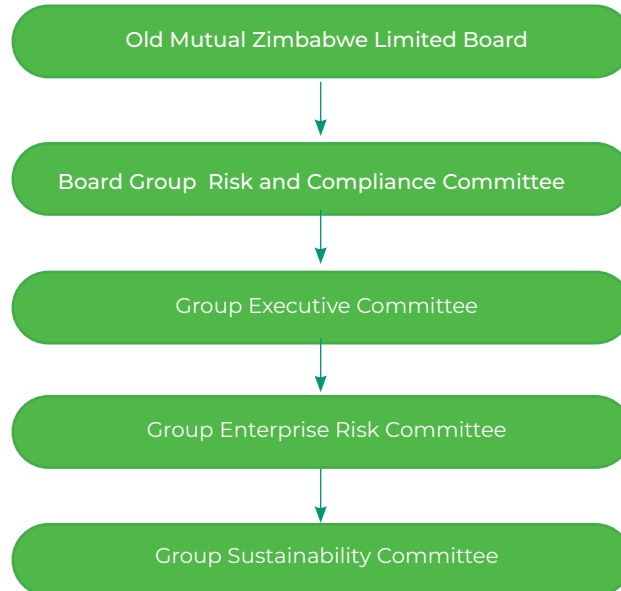 Old Mutual Zimbabwe Limited Board
Board Group Risk and Compliance Committee
Group Executive Committee
Group Enterprise Risk Committee
Group Sustainability Committee